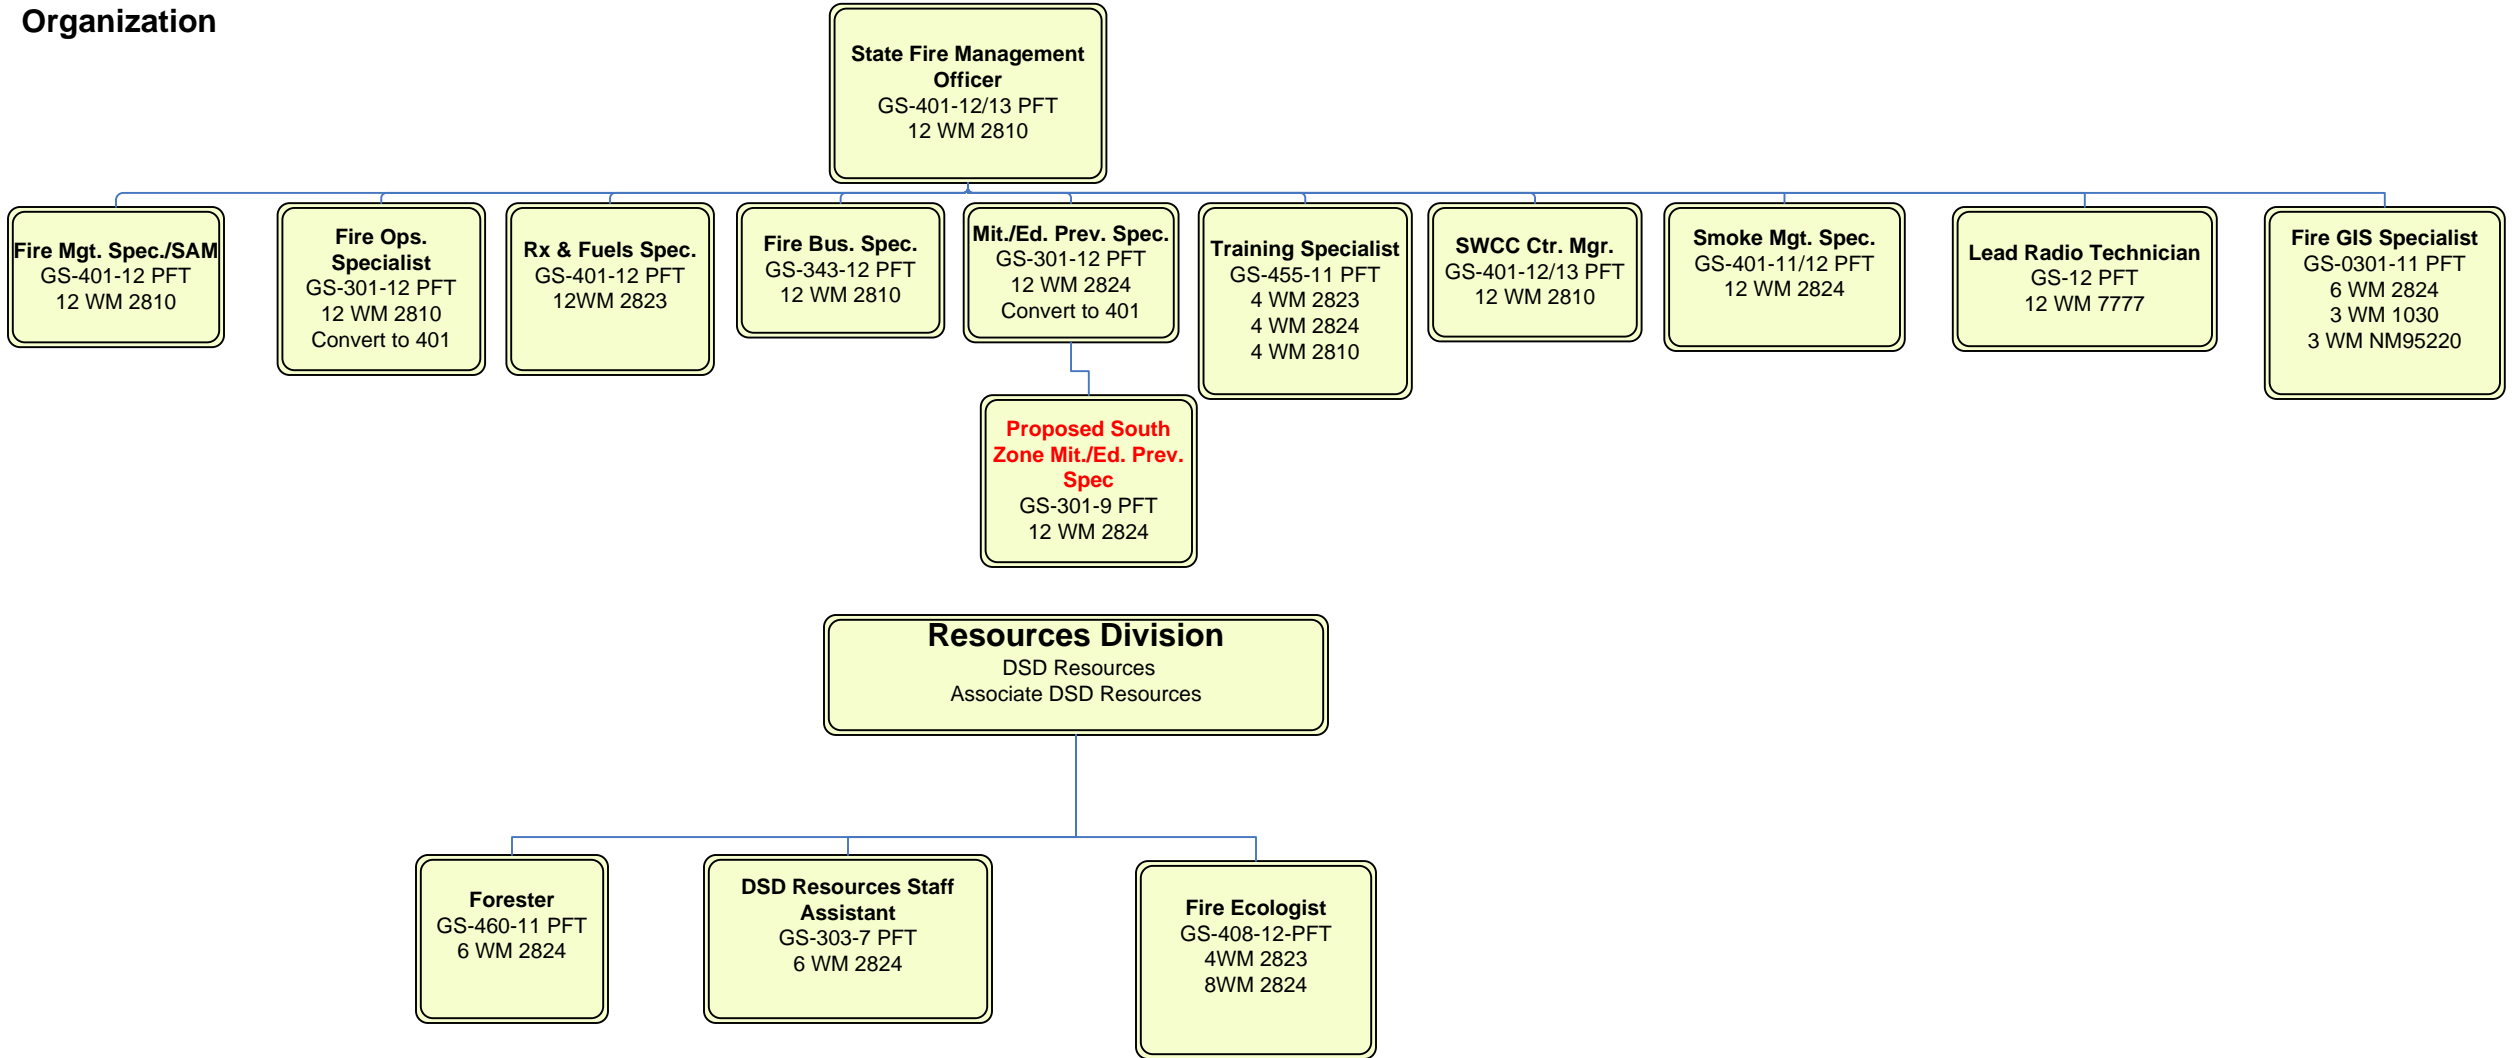 Organization
State Fire Management
Officer
GS-401-12/13 PFT
12 WM 2810
Fire Mgt. Spec./SAM
GS-401-12 PFT
12 WM 2810
Fire Ops.
Specialist
GS-301-12 PFT
12 WM 2810
Convert to 401
Rx & Fuels Spec.
GS-401-12 PFT
12WM 2823
Fire Bus. Spec.
GS-343-12 PFT
12 WM 2810
Mit./Ed. Prev. Spec.
GS-301-12 PFT
12 WM 2824
Convert to 401
Training Specialist
GS-455-11 PFT
4 WM 2823
4 WM 2824
4 WM 2810
SWCC Ctr. Mgr.
GS-401-12/13 PFT
12 WM 2810
Smoke Mgt. Spec.
GS-401-11/12 PFT
12 WM 2824
Lead Radio Technician
GS-12 PFT
12 WM 7777
Fire GIS Specialist
GS-0301-11 PFT
6 WM 2824
3 WM 1030
3 WM NM95220
Proposed South
Zone Mit./Ed. Prev.
Spec
GS-301-9 PFT
12 WM 2824
Resources Division
DSD Resources
Associate DSD Resources
Forester
GS-460-11 PFT
6 WM 2824
DSD Resources Staff
Assistant
GS-303-7 PFT
6 WM 2824
Fire Ecologist
GS-408-12-PFT
4WM 2823
8WM 2824